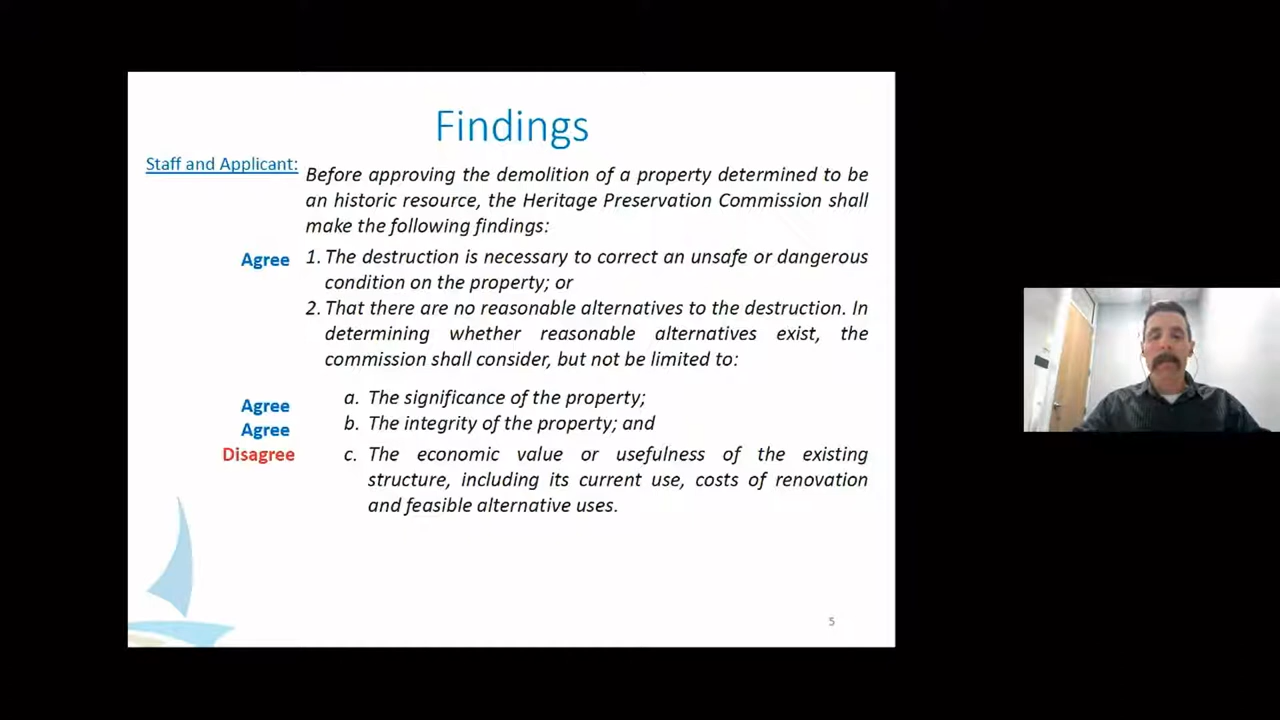 Findings
Staff and Applicant:
Before approving the demolition of a property determined to be
an historic resource, the Heritage Preservation Commission shall
make the following findings:
Agree
1. The destruction is necessary to correct an unsafe or dangerous
condition on the property; or
2. That there are no reasonable alternatives to the destruction. In
determining whether reasonable alternatives exist, the
commission shall consider, but not be limited to:
Agree
a. The significance of the property;
Agree
b. The integrity of the property; and
Disagree
c. The economic value or usefulness of the existing
structure, including its current use, costs of renovation
and feasible alternative uses.
5